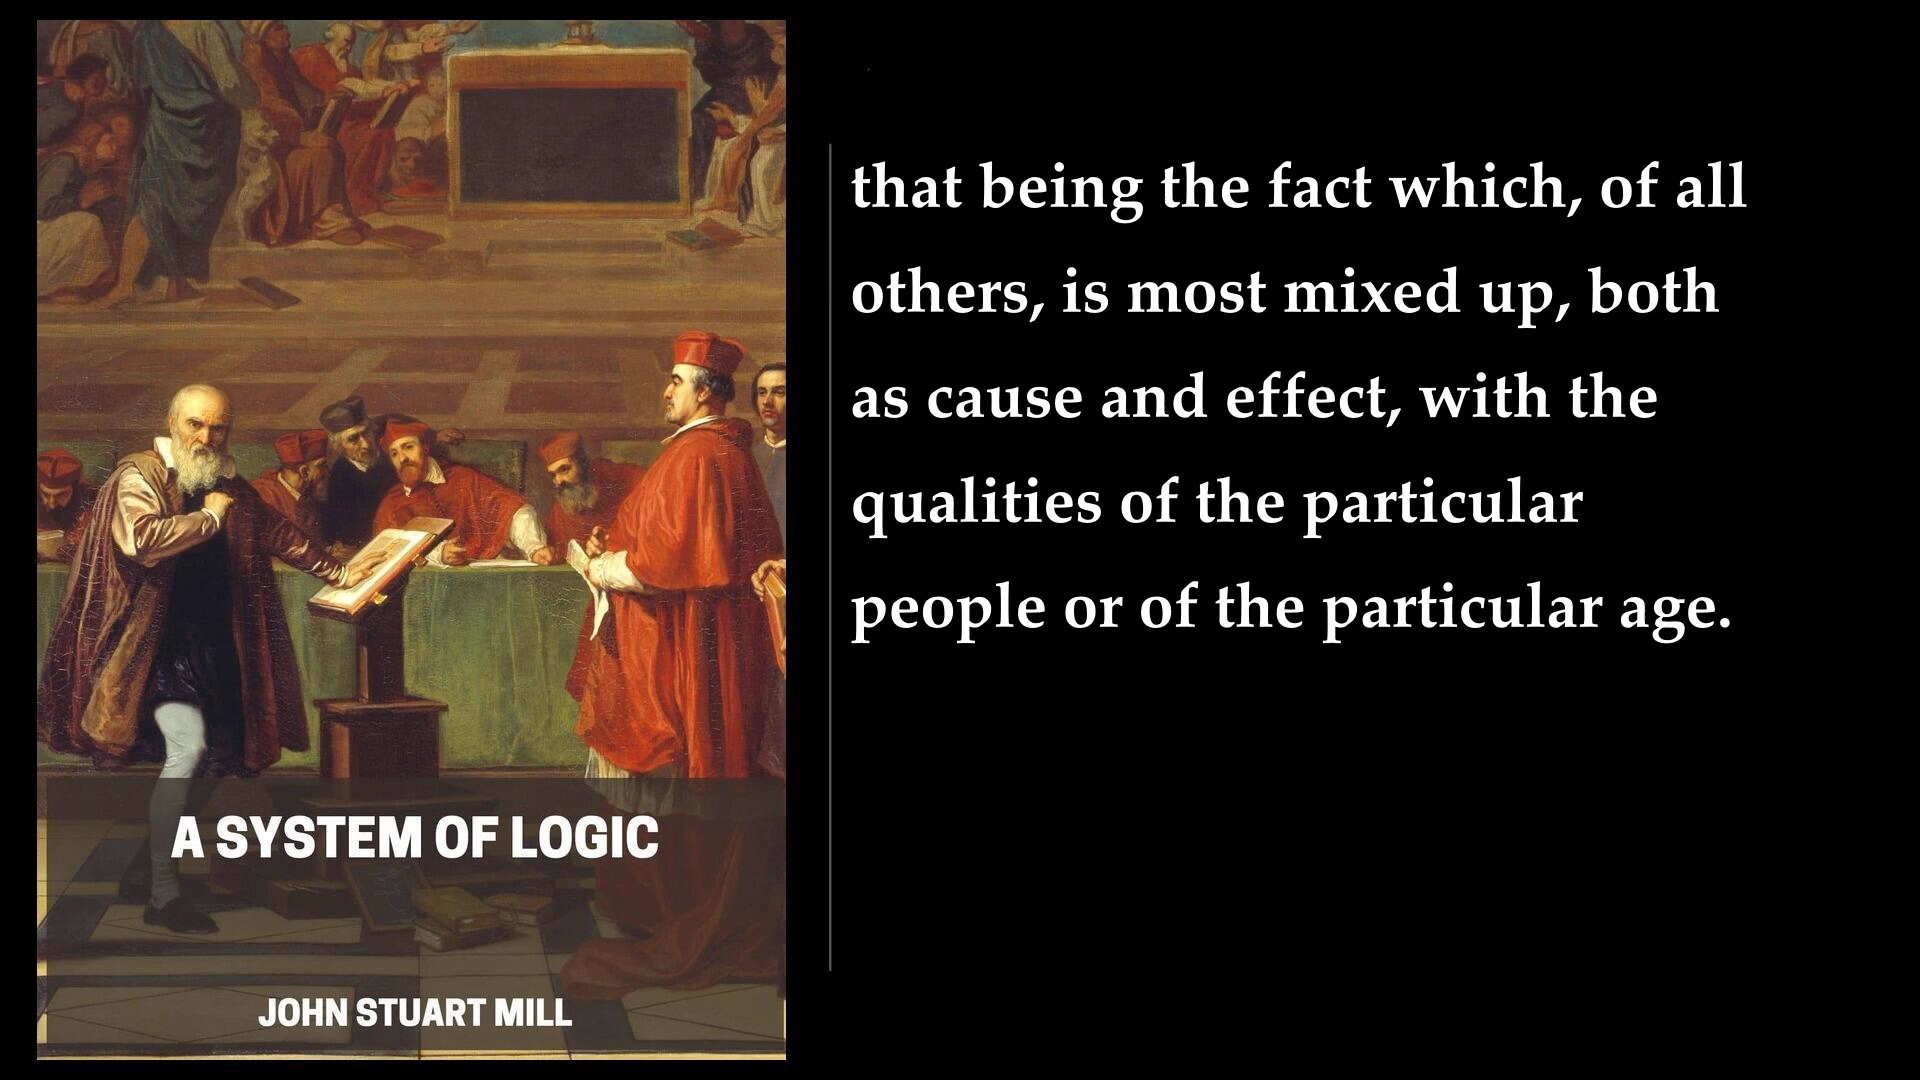 that being the fact which, of all
others, is most mixed up, both
as cause and effect, with the
qualities of the particular
people or of the particular age.
A SYSTEM OF LOGIC
JOHN STUART MILL